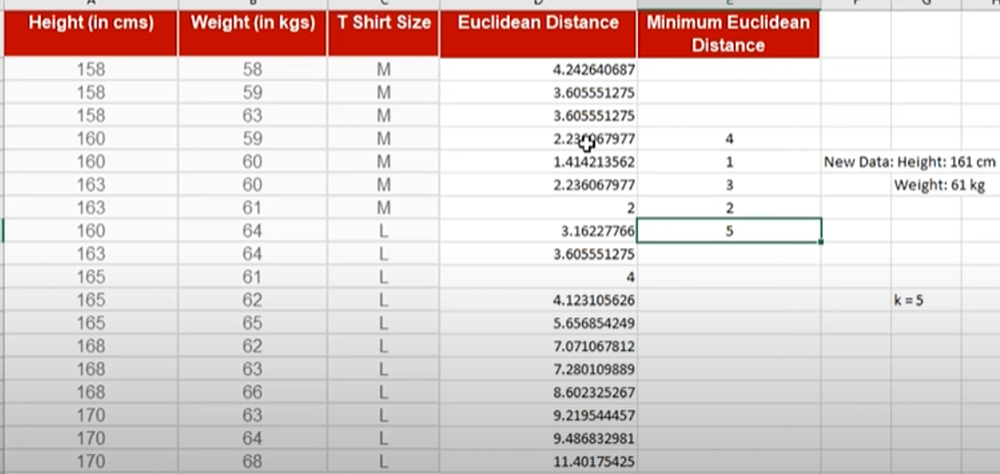 Height (in cms) Weight (in kgs) T Shirt Size Euclidean Distance Minimum Euclidean
Distance
158 58 M 4.242640687
158 59 M 3.605551275
158 63 M 3.605551275
160 59 M 4
160 60 M 1.414213562 1 New Data: Height: 161 cm
163 60 M 2.236067977 3 Weight: 61 kg
163 61 M 2 2
160 64 L 3.16227766 5
163 64 L 3.605551275
165 61 L 4
165 62 L 4.123105626 k = 5
165 65 L 5.656854249
168 62 L 7.071067812
168 63 L 7.280109889
168 66 L 8.602325267
170 63 L 9.219544457
170 64 L 9.486832981
170 68 L 11.40175425